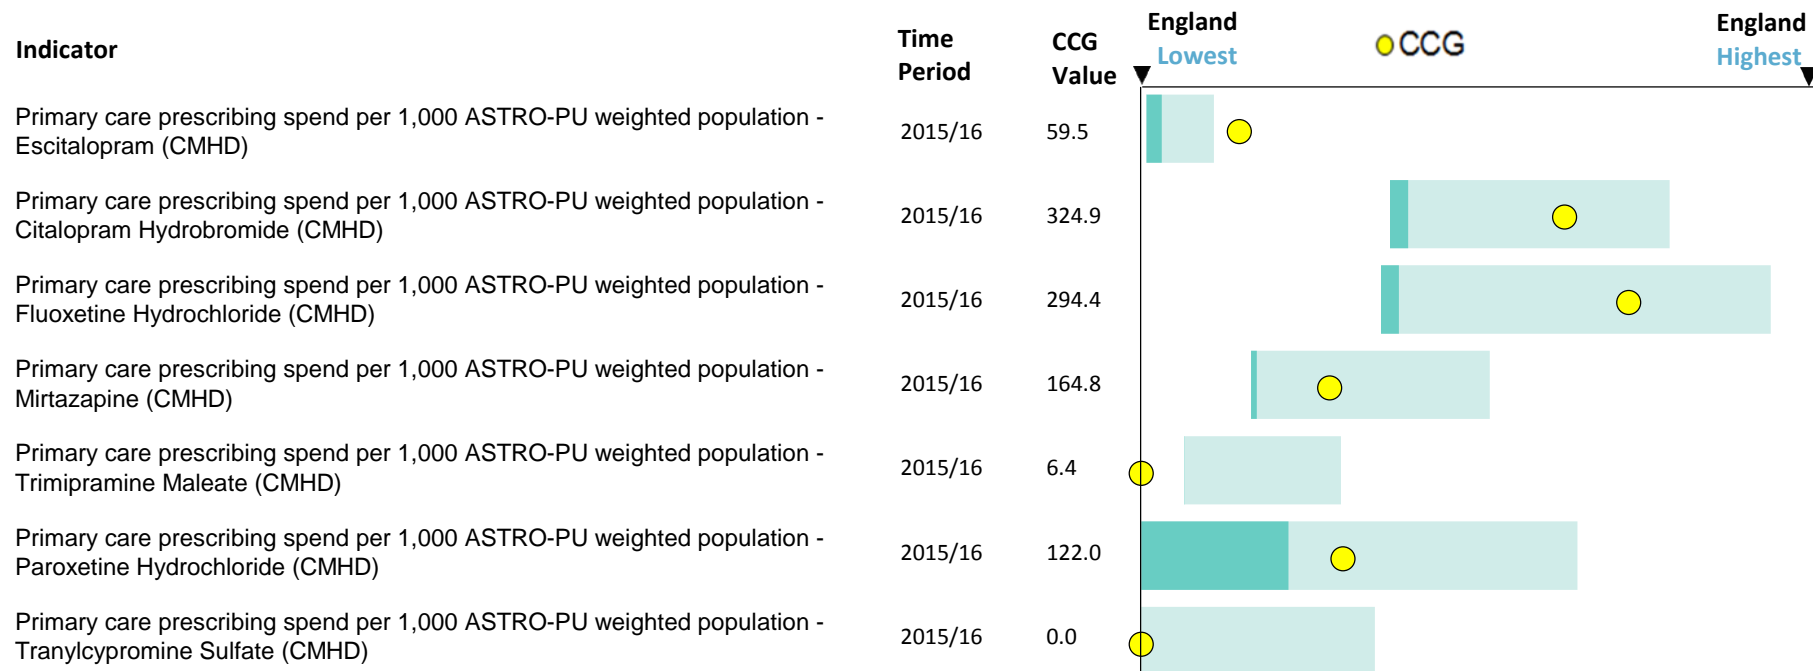 Indicator
Time
Period
CCG
Value
England
Lowest
CCG
England
Highest
Primary care prescribing spend per 1,000 ASTRO-PU weighted population -
Escitalopram (CMHD)
2015/16
59.5
Primary care prescribing spend per 1,000 ASTRO-PU weighted population -
Citalopram Hydrobromide (CMHD)
2015/16
324.9
Primary care prescribing spend per 1,000 ASTRO-PU weighted population -
Fluoxetine Hydrochloride (CMHD)
2015/16
294.4
Primary care prescribing spend per 1,000 ASTRO-PU weighted population -
Mirtazapine (CMHD)
2015/16
164.8
Primary care prescribing spend per 1,000 ASTRO-PU weighted population -
Trimipramine Maleate (CMHD)
2015/16
6.4
Primary care prescribing spend per 1,000 ASTRO-PU weighted population -
Paroxetine Hydrochloride (CMHD)
2015/16
122.0
Primary care prescribing spend per 1,000 ASTRO-PU weighted population -
Tranylcypromine Sulfate (CMHD)
2015/16
0.0